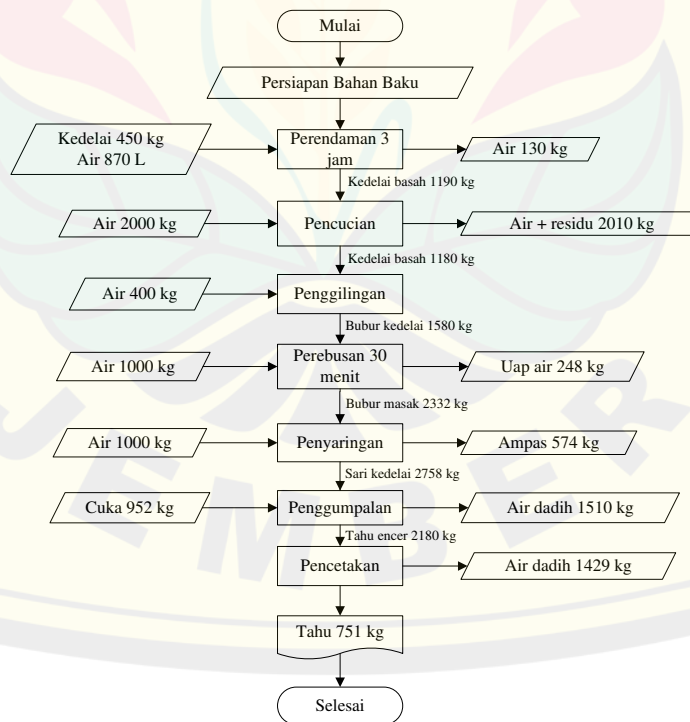 Mulai
Persiapan Bahan Baku
Kedelai 450 kg
Air 870 L
Perendaman 3
jam
Air 130 kg
Kedelai basah 1190 kg
Air 2000 kg
Pencucian
Air + residu 2010 kg
Kedelai basah 1180 kg
Air 400 kg
Penggilingan
Bubur kedelai 1580 kg
Air 1000 kg
Perebusan 30
menit
Uap air 248 kg
Bubur masak 2332 kg
Air 1000 kg
Penyaringan
Ampas 574 kg
Sari kedelai 2758 kg
Cuka 952 kg
Penggumpalan
Air dadih 1510 kg
Tahu encer 2180 kg
Pencetakan
Air dadih 1429 kg
Tahu 751 kg
Selesai
JEMBER